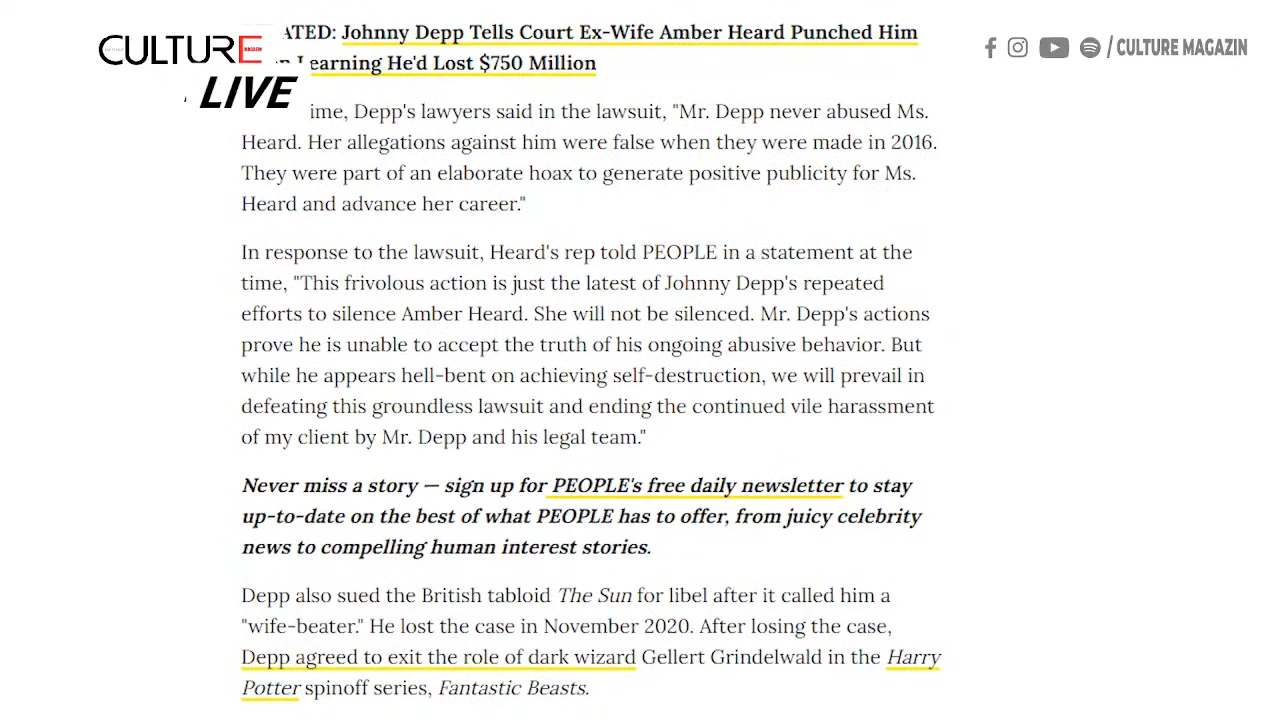 CULTURE MAGAZIN
LIVE
/ CULTURE MAGAZIN
ATED: Johnny Depp Tells Court Ex-Wife Amber Heard Punched Him
n Learning He'd Lost $750 Million
ime, Depp's lawyers said in the lawsuit, "Mr. Depp never abused Ms.
Heard. Her allegations against him were false when they were made in 2016.
They were part of an elaborate hoax to generate positive publicity for Ms.
Heard and advance her career."
In response to the lawsuit, Heard's rep told PEOPLE in a statement at the
time, "This frivolous action is just the latest of Johnny Depp's repeated
efforts to silence Amber Heard. She will not be silenced. Mr. Depp's actions
prove he is unable to accept the truth of his ongoing abusive behavior. But
while he appears hell-bent on achieving self-destruction, we will prevail in
defeating this groundless lawsuit and ending the continued vile harassment
of my client by Mr. Depp and his legal team."
Never miss a story — sign up for PEOPLE's free daily newsletter to stay
up-to-date on the best of what PEOPLE has to offer, from juicy celebrity
news to compelling human interest stories.
Depp also sued the British tabloid The Sun for libel after it called him a
"wife-beater." He lost the case in November 2020. After losing the case,
Depp agreed to exit the role of dark wizard Gellert Grindelwald in the Harry
Potter spinoff series, Fantastic Beasts.